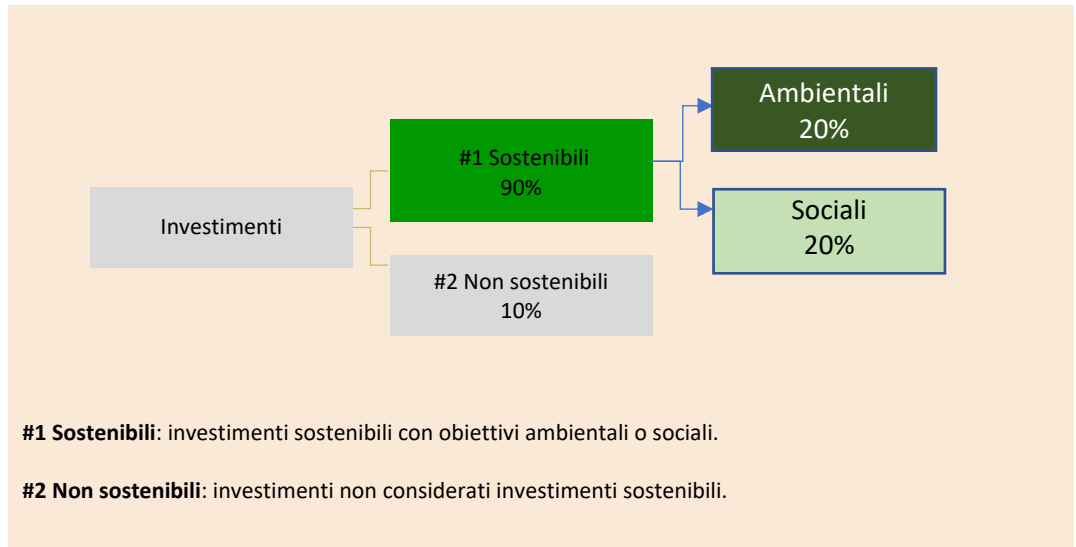 Investimenti
#1 Sostenibili
90%
#2 Non sostenibili
10%
Ambientali
20%
Sociali
20%
#1 Sostenibili: investimenti sostenibili con obiettivi ambientali o sociali.
#2 Non sostenibili: investimenti non considerati investimenti sostenibili.